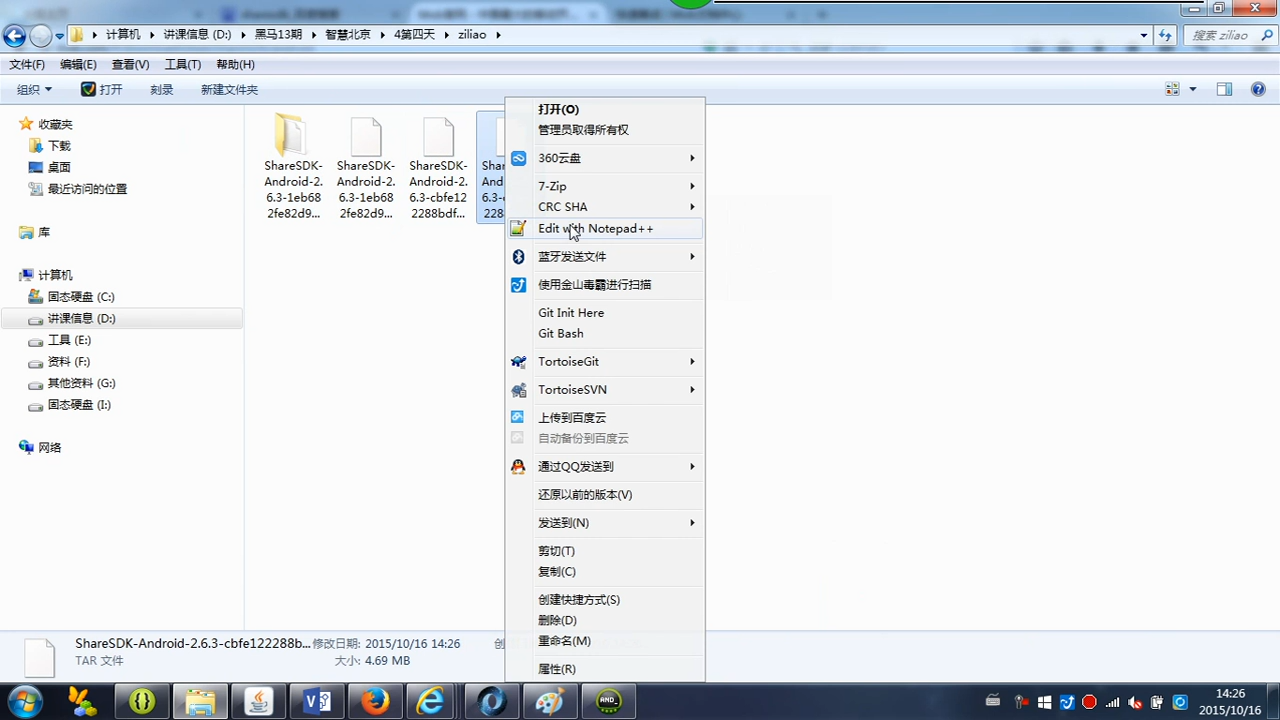 计算机 讲课信息 (D:) 黑马13期 智慧北京 4第四天 ziliao
搜索 ziliao
文件(F) 编辑(E) 查看(V) 工具(T) 帮助(H)
组织 打开 刻录 新建文件夹
收藏夹
下载
桌面
最近访问的位置
库
计算机
固态硬盘 (C:)
讲课信息 (D:)
工具 (E:)
资料 (F:)
其他资料 (G:)
固态硬盘 (I:)
网络
ShareSDK-
Android-2.
6.3-1eb68
2fe82d9...
ShareSDK-
Android-2.
6.3-1eb68
2fe82d9...
ShareSDK-
Android-2.
6.3-cbfe12
2288bdf...
打开(O)
管理员取得所有权
360云盘
7-Zip
CRC SHA
Edit with Notepad++
蓝牙发送文件
使用金山毒霸进行扫描
Git Init Here
Git Bash
TortoiseGit
TortoiseSVN
上传到百度云
自动备份到百度云
通过QQ发送到
还原以前的版本(V)
发送到(N)
剪切(T)
复制(C)
创建快捷方式(S)
删除(D)
重命名(M)
属性(R)
ShareSDK-Android-2.6.3-cbfe122288b... 修改日期: 2015/10/16 14:26
TAR 文件 大小: 4.69 MB
14:26
2015/10/16